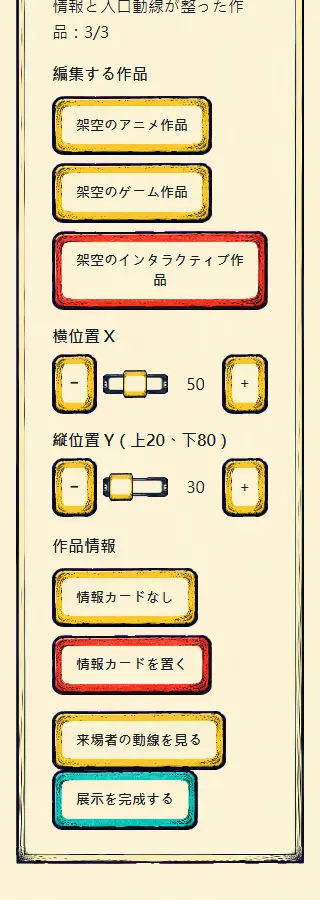 情報と入口動線が整った作
品：3/3
編集する作品
架空のアニメ作品
架空のゲーム作品
架空のインタラクティブ作
品
横位置 X
－ 50 +
縦位置 Y ( 上20、下80 )
－ 30 +
作品情報
情報カードなし
情報カードを置く
来場者の動線を見る
展示を完成する